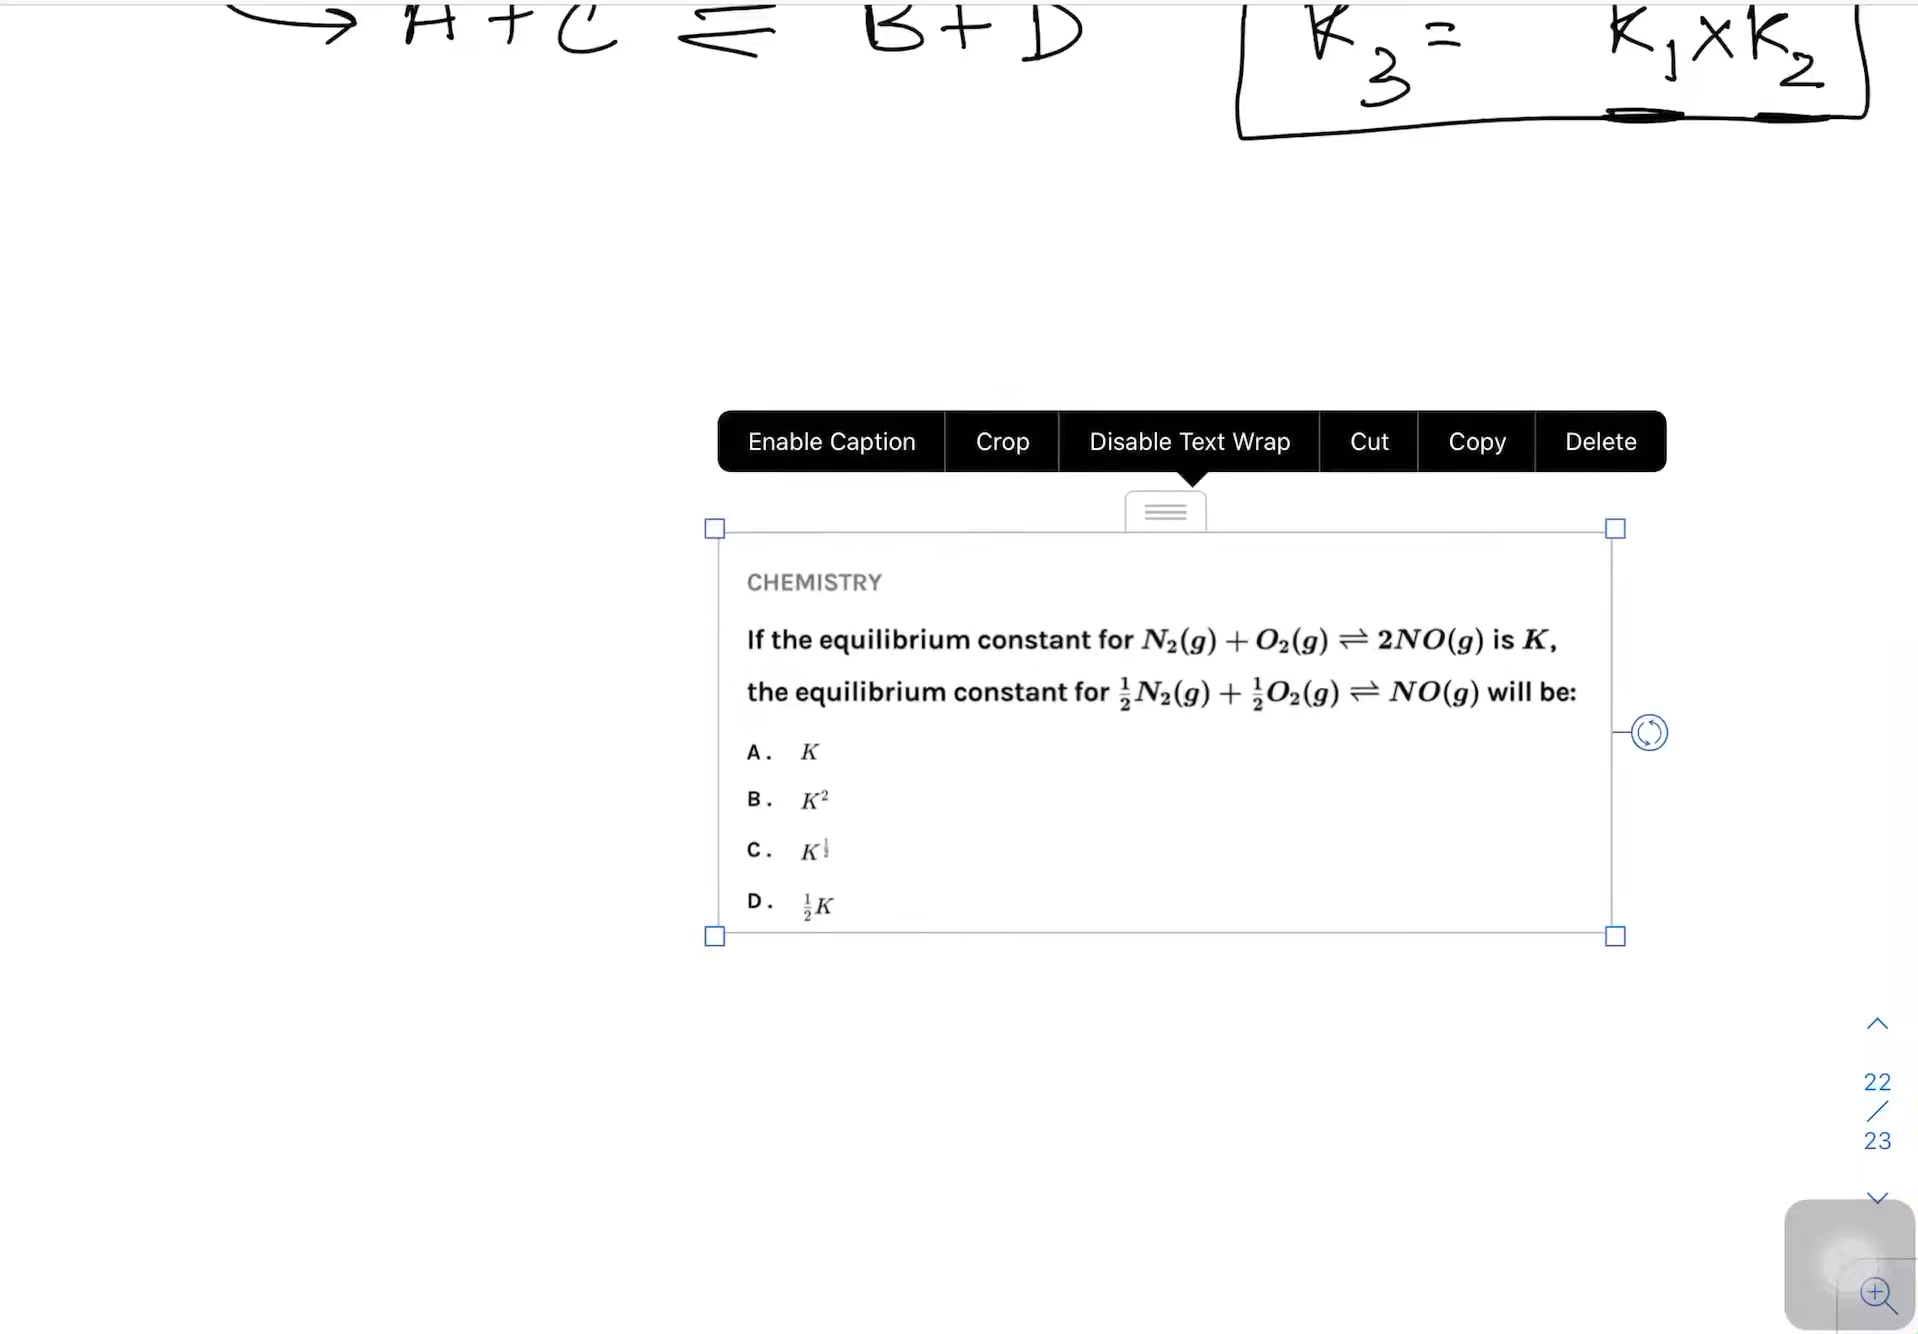 → A + C ⇌ B + D K₃ = K₁ × K₂
Enable Caption Crop Disable Text Wrap Cut Copy Delete
CHEMISTRY
If the equilibrium constant for N₂(g) + O₂(g) ⇌ 2NO(g) is K,
the equilibrium constant for ½N₂(g) + ½O₂(g) ⇌ NO(g) will be:
A. K
B. K²
C. K^½
D. ½K
22
/
23